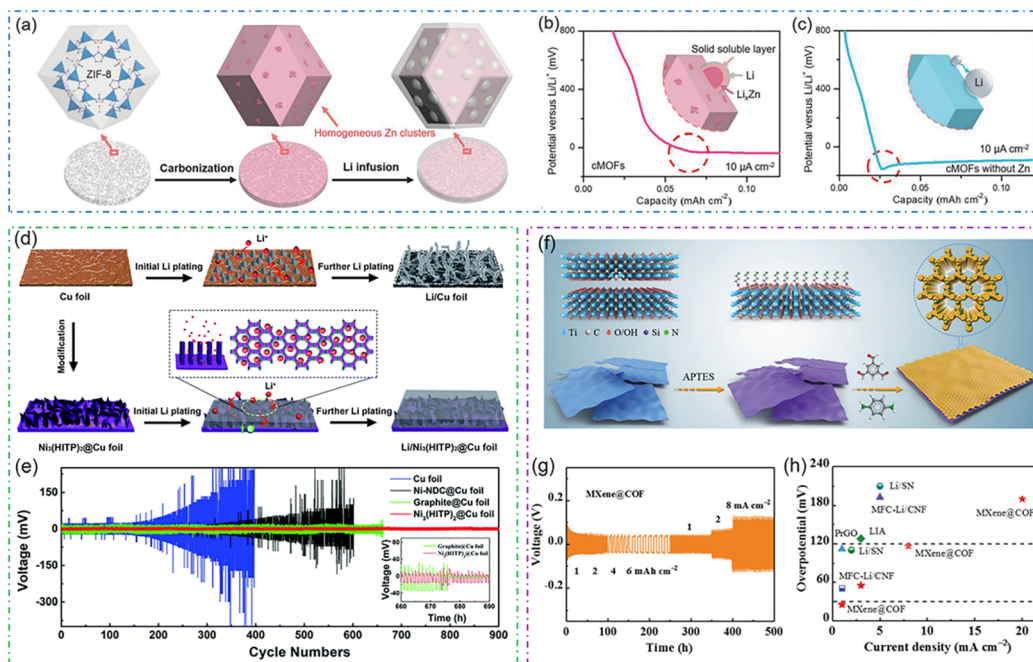 (a)
ZIF-8
Homogeneous Zn clusters
Carbonization
Li infusion
(b)
Potential versus Li/Li⁺ (mV)
800
400
0
-400
Solid soluble layer
Li
LiₓZn
cMOFs
10 μA cm⁻²
0.00 0.05 0.10
Capacity (mAh cm⁻²)
(c)
Potential versus Li/Li⁺ (mV)
800
400
0
-400
Li
10 μA cm⁻²
cMOFs without Zn
0.00 0.05 0.10
Capacity (mAh cm⁻²)
(d)
Li⁺
Initial Li plating
Further Li plating
Cu foil
Li/Cu foil
Modification
Li⁺
Initial Li plating
Further Li plating
Ni₃(HITP)₂@Cu foil
Li/Ni₃(HITP)₂@Cu foil
(e)
Voltage (mV)
150
0
-150
-300
Cu foil
Ni-NDC@Cu foil
Graphite@Cu foil
Ni₃(HITP)₂@Cu foil
Voltage (mV)
80
40
0
-40
Graphite@Cu foil
Ni₃(HITP)₂@Cu foil
660 670 680 690
Time (h)
0 100 200 300 400 500 600 700 800 900
Cycle Numbers
(f)
Ti C O/OH Si N
APTES
(g)
Voltage (V)
0.4
0.2
0.0
-0.2
MXene@COF
8 mA cm⁻²
2
1
1 2 4 6 mAh cm⁻²
0 100 200 300 400 500
Time (h)
(h)
Overpotential (mV)
240
180
120
60
0
Li/SN
MFC-Li/CNF
MXene@COF
PrGO
LIA
Li/SN
MXene@COF
MFC-Li/CNF
MXene@COF
0 5 10 15 20
Current density (mA cm⁻²)